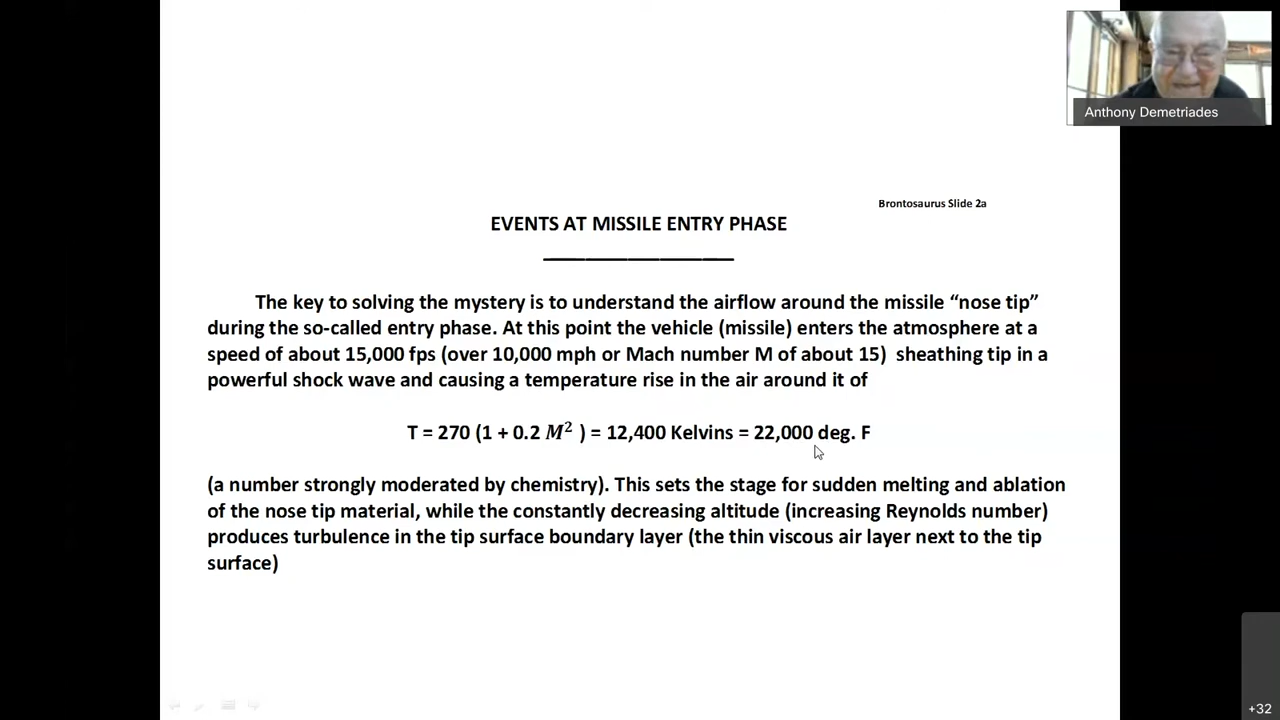 Anthony Demetriades
Brontosaurus Slide 2a
EVENTS AT MISSILE ENTRY PHASE
The key to solving the mystery is to understand the airflow around the missile “nose tip”
during the so-called entry phase. At this point the vehicle (missile) enters the atmosphere at a
speed of about 15,000 fps (over 10,000 mph or Mach number M of about 15) sheathing tip in a
powerful shock wave and causing a temperature rise in the air around it of
T = 270 (1 + 0.2 M² ) = 12,400 Kelvins = 22,000 deg. F
(a number strongly moderated by chemistry). This sets the stage for sudden melting and ablation
of the nose tip material, while the constantly decreasing altitude (increasing Reynolds number)
produces turbulence in the tip surface boundary layer (the thin viscous air layer next to the tip
surface)
+32